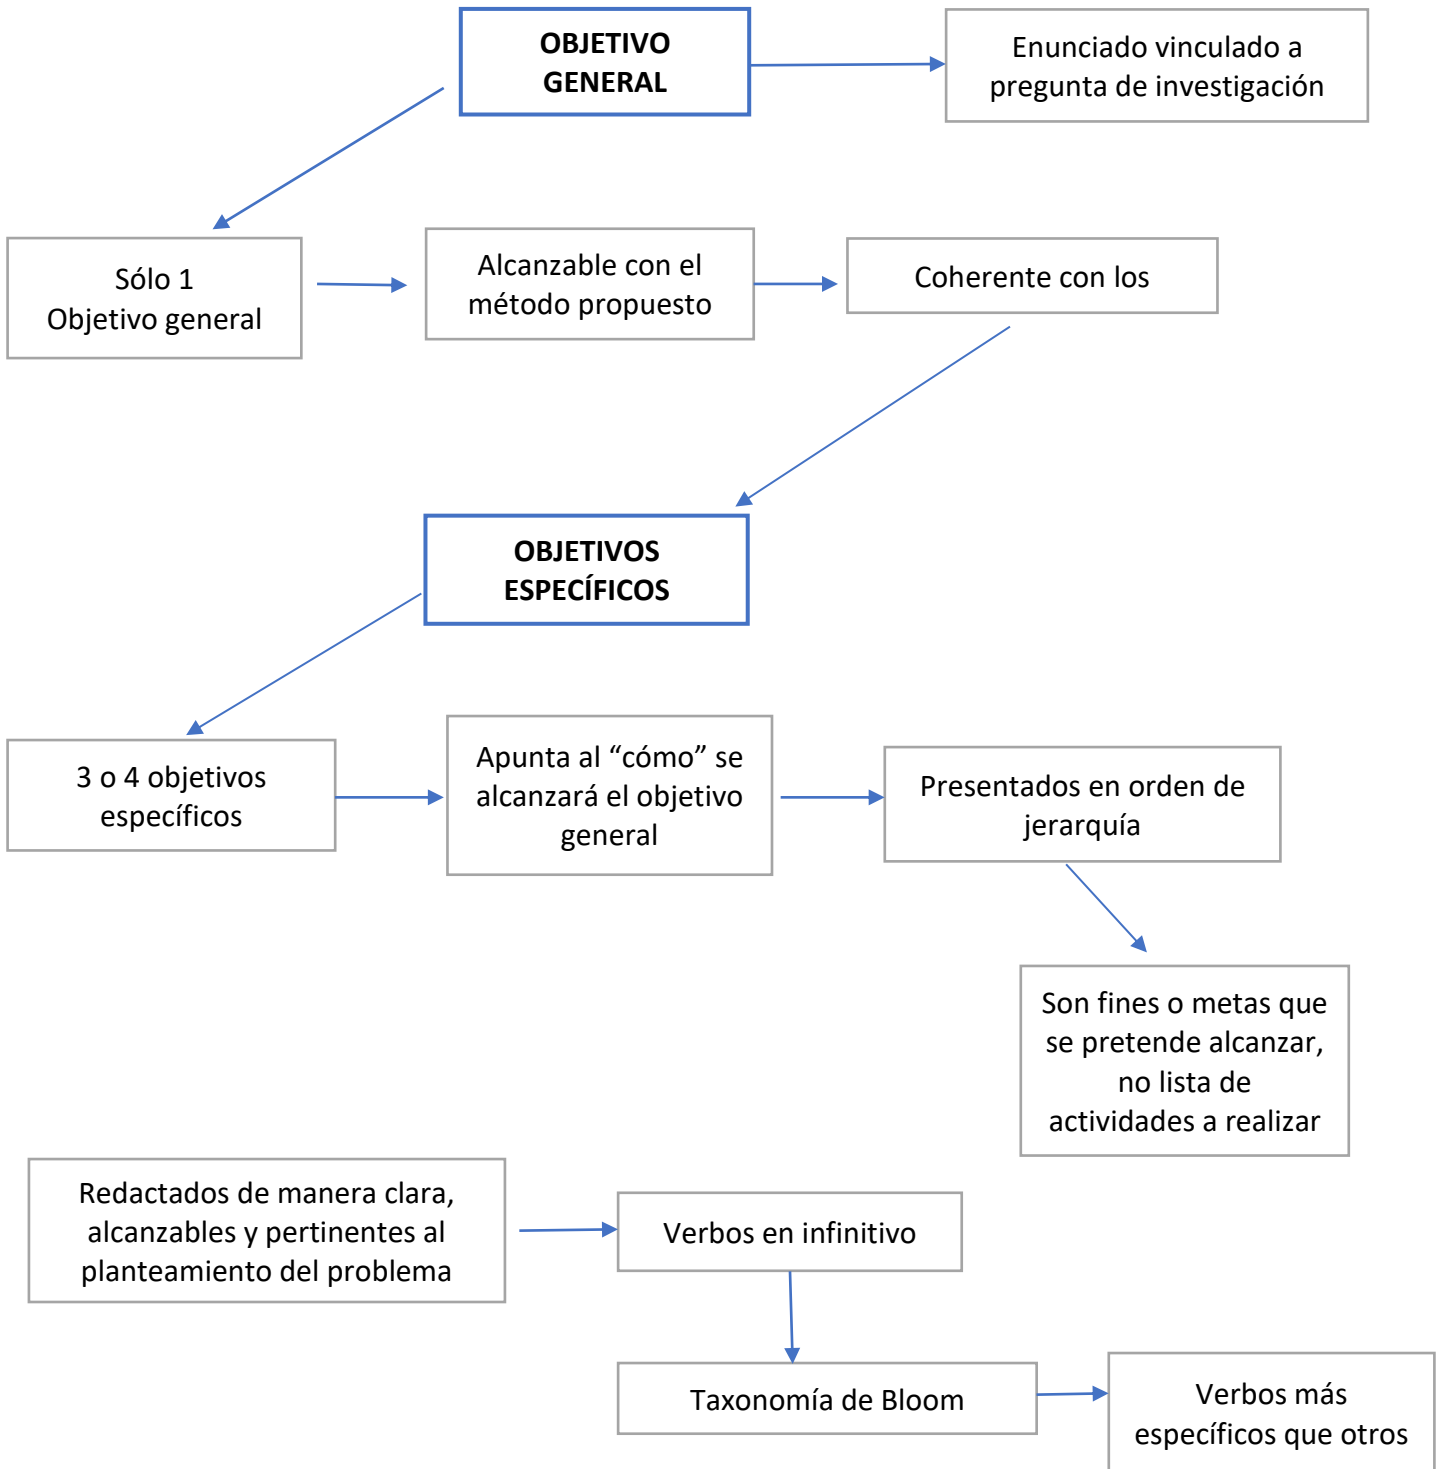 OBJETIVO
GENERAL
Enunciado vinculado a
pregunta de investigación
Sólo 1
Objetivo general
Alcanzable con el
método propuesto
Coherente con los
OBJETIVOS
ESPECÍFICOS
3 o 4 objetivos
específicos
Apunta al “cómo” se
alcanzará el objetivo
general
Presentados en orden de
jerarquía
Son fines o metas que
se pretende alcanzar,
no lista de
actividades a realizar
Redactados de manera clara,
alcanzables y pertinentes al
planteamiento del problema
Verbos en infinitivo
Taxonomía de Bloom
Verbos más
específicos que otros